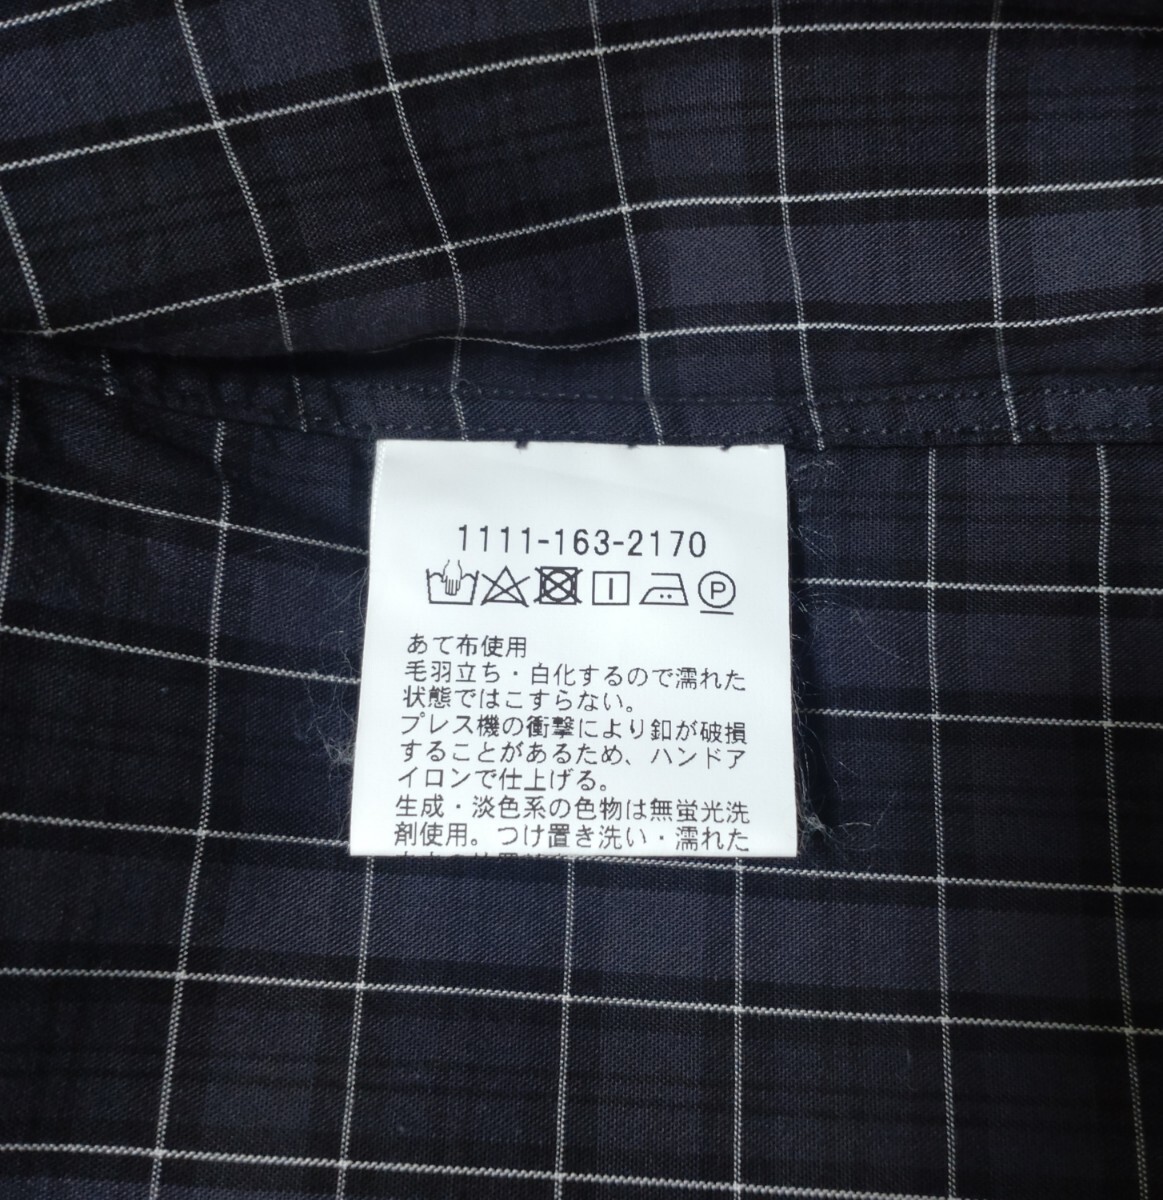 1111-163-2170
P
あて布使用
毛羽立ち・白化するので濡れた
状態ではこすらない。
プレス機の衝撃により釦が破損
することがあるため、ハンドア
イロンで仕上げる。
生成・淡色系の色物は無蛍光洗
剤使用。つけ置き洗い・濡れた